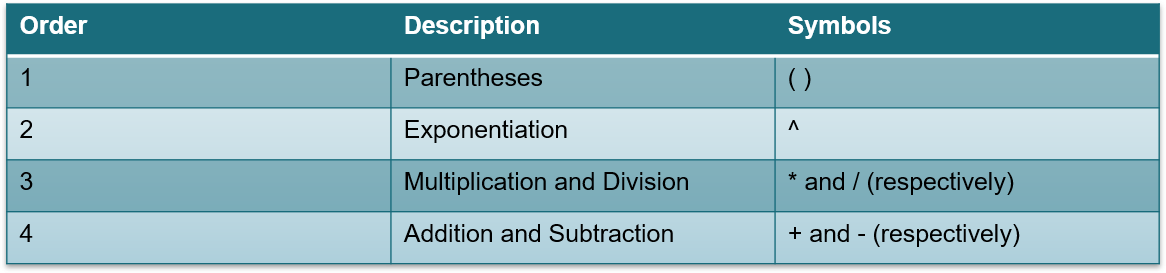 Order Description Symbols
1 Parentheses ( )
2 Exponentiation ^
3 Multiplication and Division * and / (respectively)
4 Addition and Subtraction + and - (respectively)